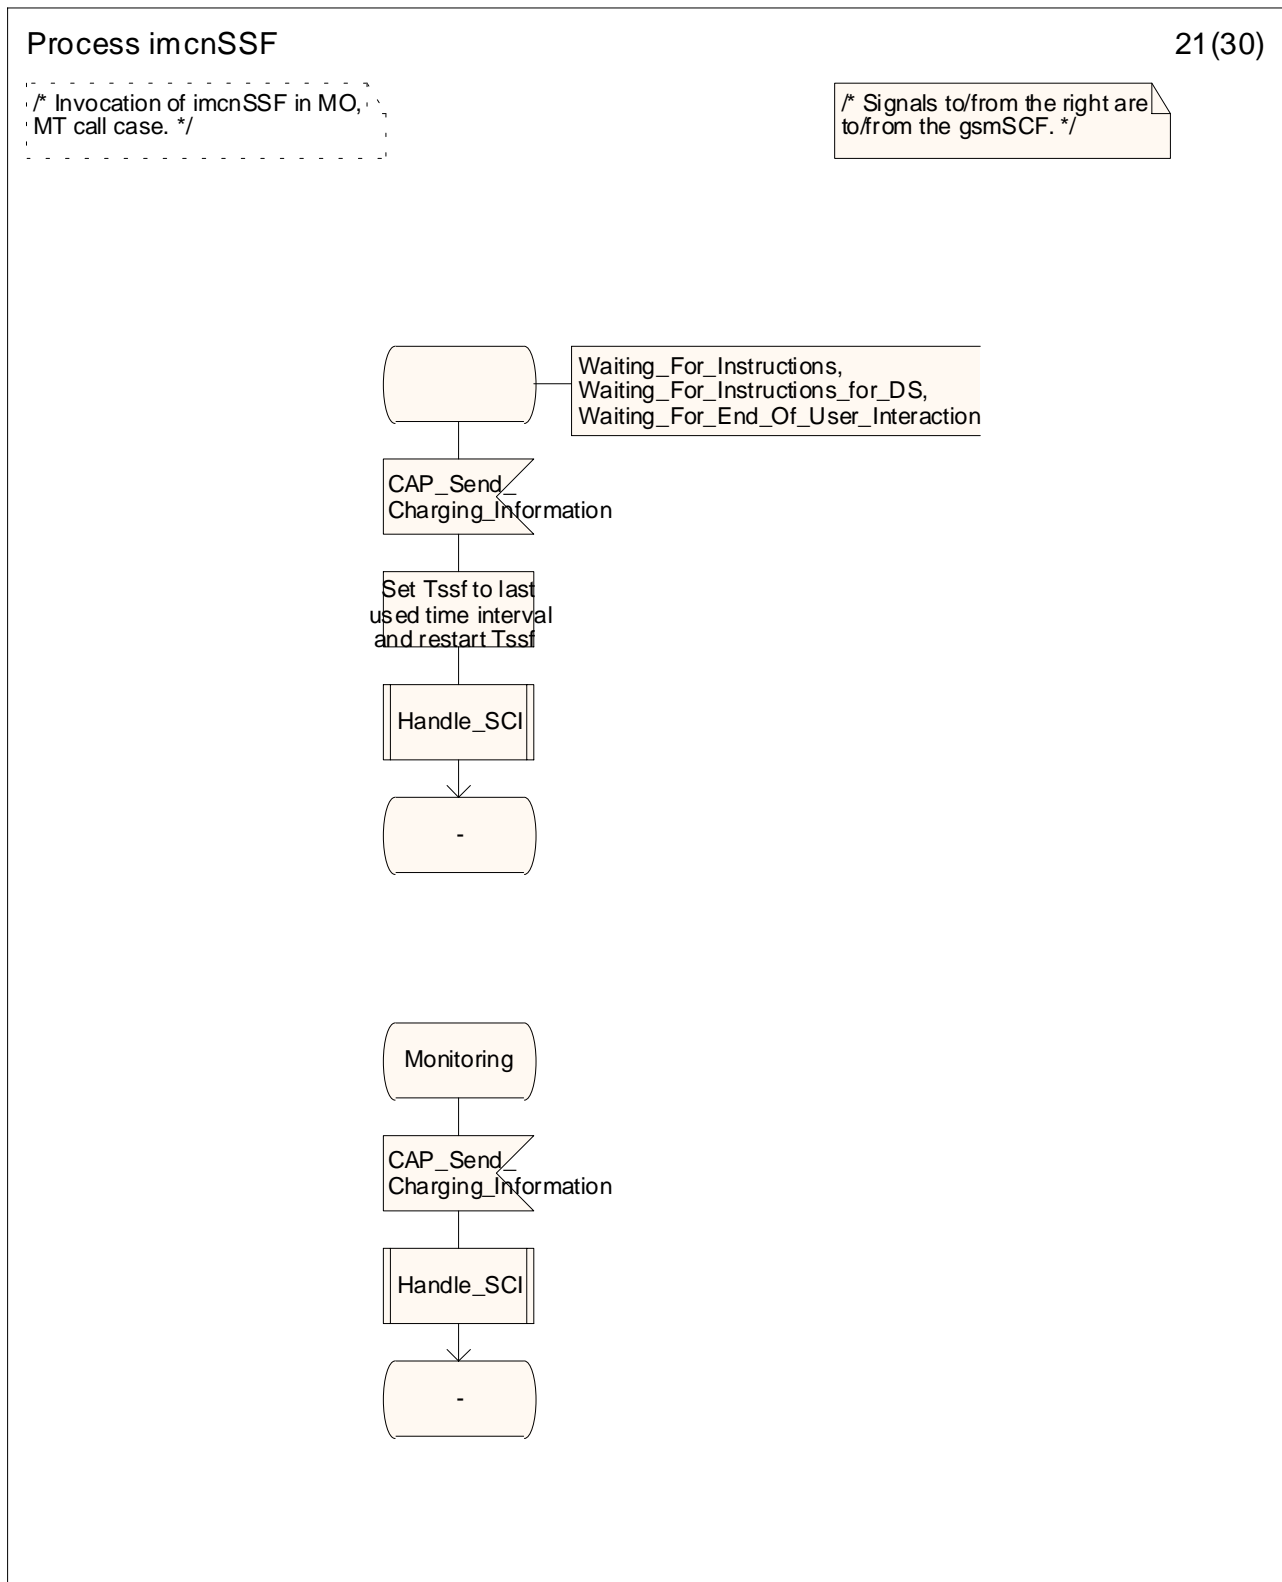 Process imcnSSF
21(30)
/* Invocation of imcnSSF in MO,
MT call case. */
/* Signals to/from the right are
to/from the gsmSCF. */
Waiting_For_Instructions,
Waiting_For_Instructions_for_DS,
Waiting_For_End_Of_User_Interaction
CAP_Send_
Charging_Information
Set Tssf to last
used time interval
and restart Tssf
Handle_SCI
-
Monitoring
CAP_Send_
Charging_Information
Handle_SCI
-